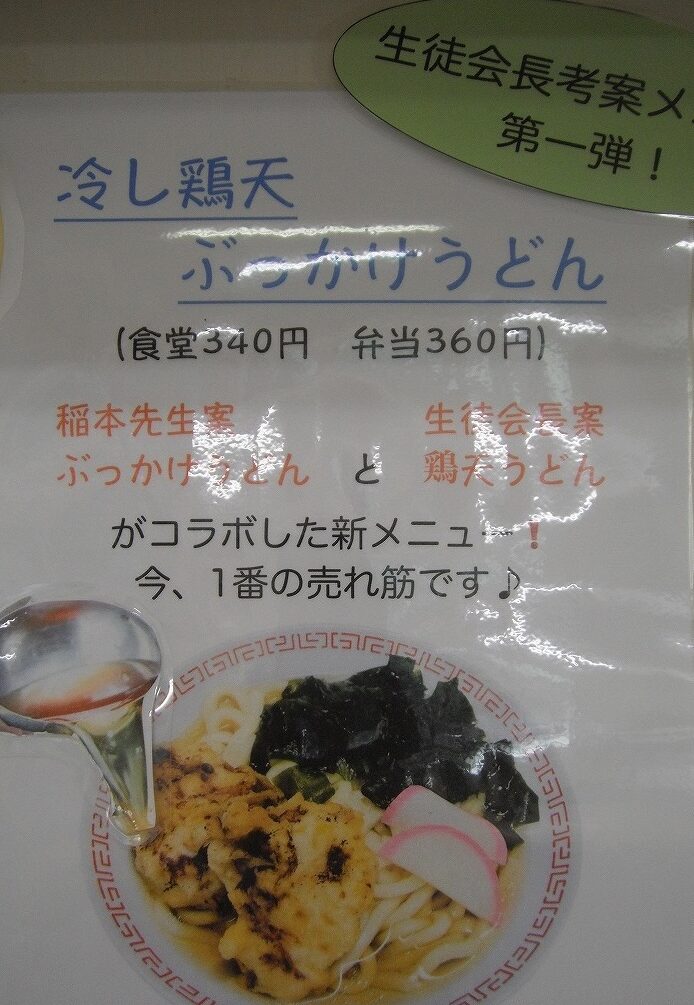 生徒会長考案メ
第一弾！
冷し鶏天
ぶっかけうどん
(食堂340円　弁当360円)
稲本先生案　生徒会長案
ぶっかけうどん　と　鶏天うどん
がコラボした新メニュー！
今、1番の売れ筋です♪